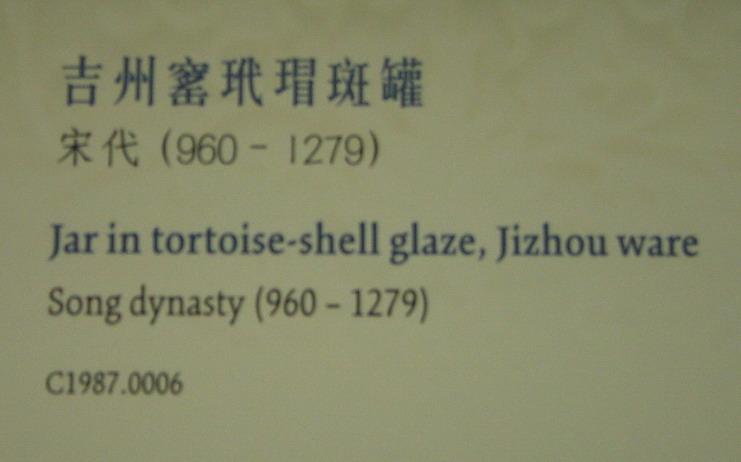 吉州窰玳瑁斑罐
宋代 (960 - 1279)
Jar in tortoise-shell glaze, Jizhou ware
Song dynasty (960 – 1279)
C1987.0006